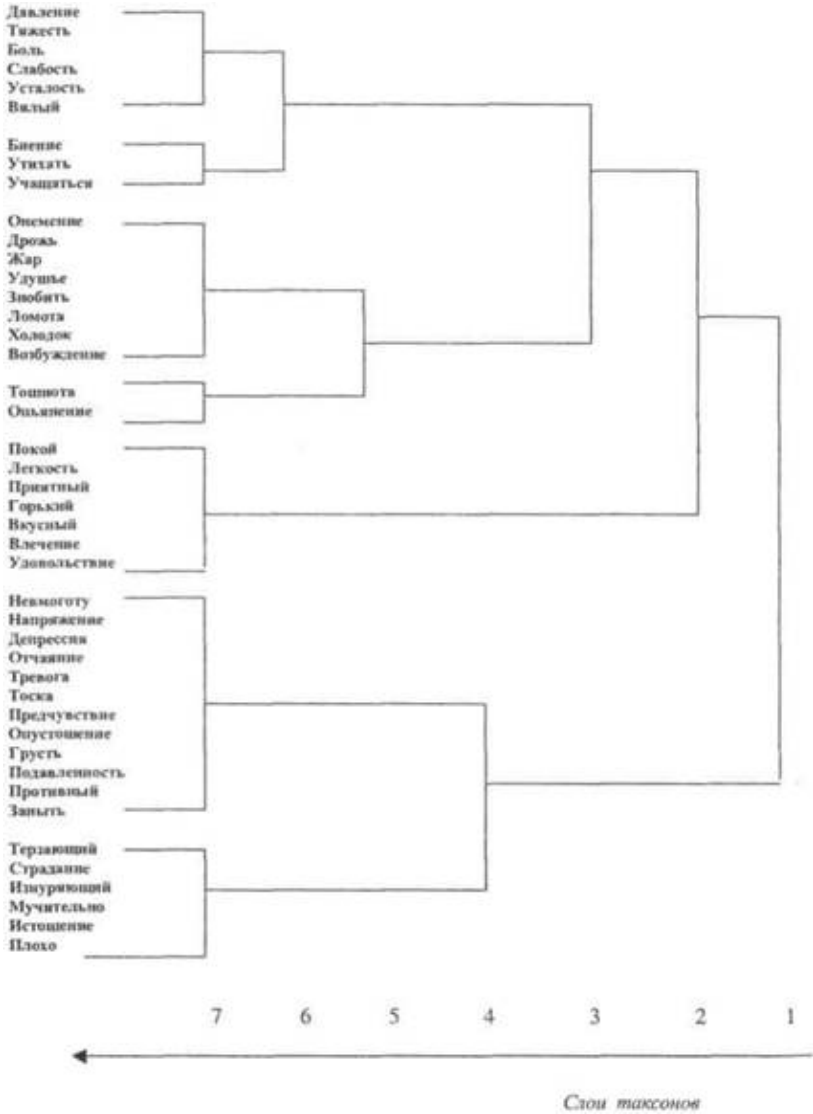 Давление
Тяжесть
Боль
Слабость
Усталость
Вялый
Биение
Утихать
Учащаться
Онемение
Дрожь
Жар
Удушье
Знобить
Ломота
Холодок
Возбуждение
Тошнота
Опьянение
Покой
Легкость
Приятный
Горький
Вкусный
Влечение
Удовольствие
Невмоготу
Напряжение
Депрессия
Отчаяние
Тревога
Тоска
Предчувствие
Опустошение
Грусть
Подавленность
Противный
Заныть
Терзающий
Страдание
Изнуряющий
Мучительно
Истощение
Плохо
7 6 5 4 3 2 1
Слои таксонов